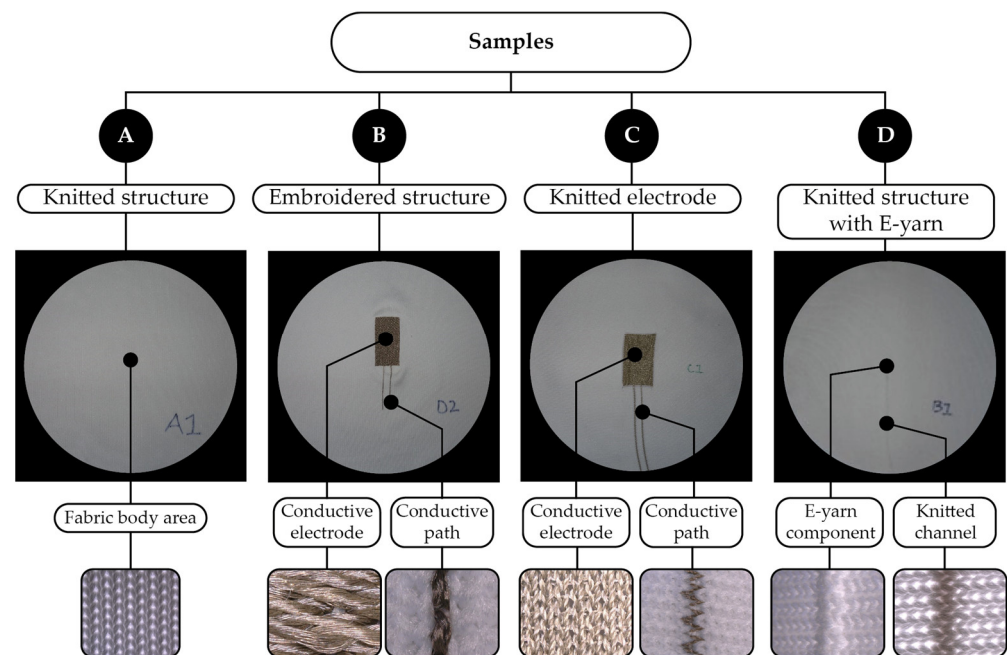 Samples
A
B
C
D
Knitted structure
Embroidered structure
Knitted electrode
Knitted structure
with E-yarn
A1
D2
C1
B1
Fabric body area
Conductive
electrode
Conductive
path
Conductive
electrode
Conductive
path
E-yarn
component
Knitted
channel